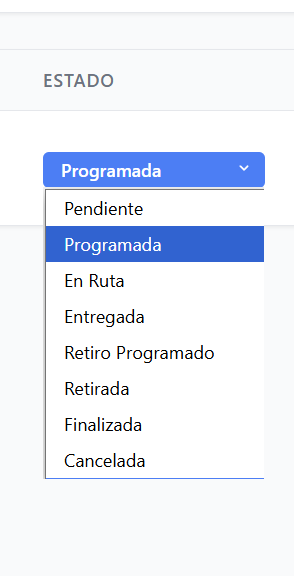 ESTADO
Programada
Pendiente
Programada
En Ruta
Entregada
Retiro Programado
Retirada
Finalizada
Cancelada